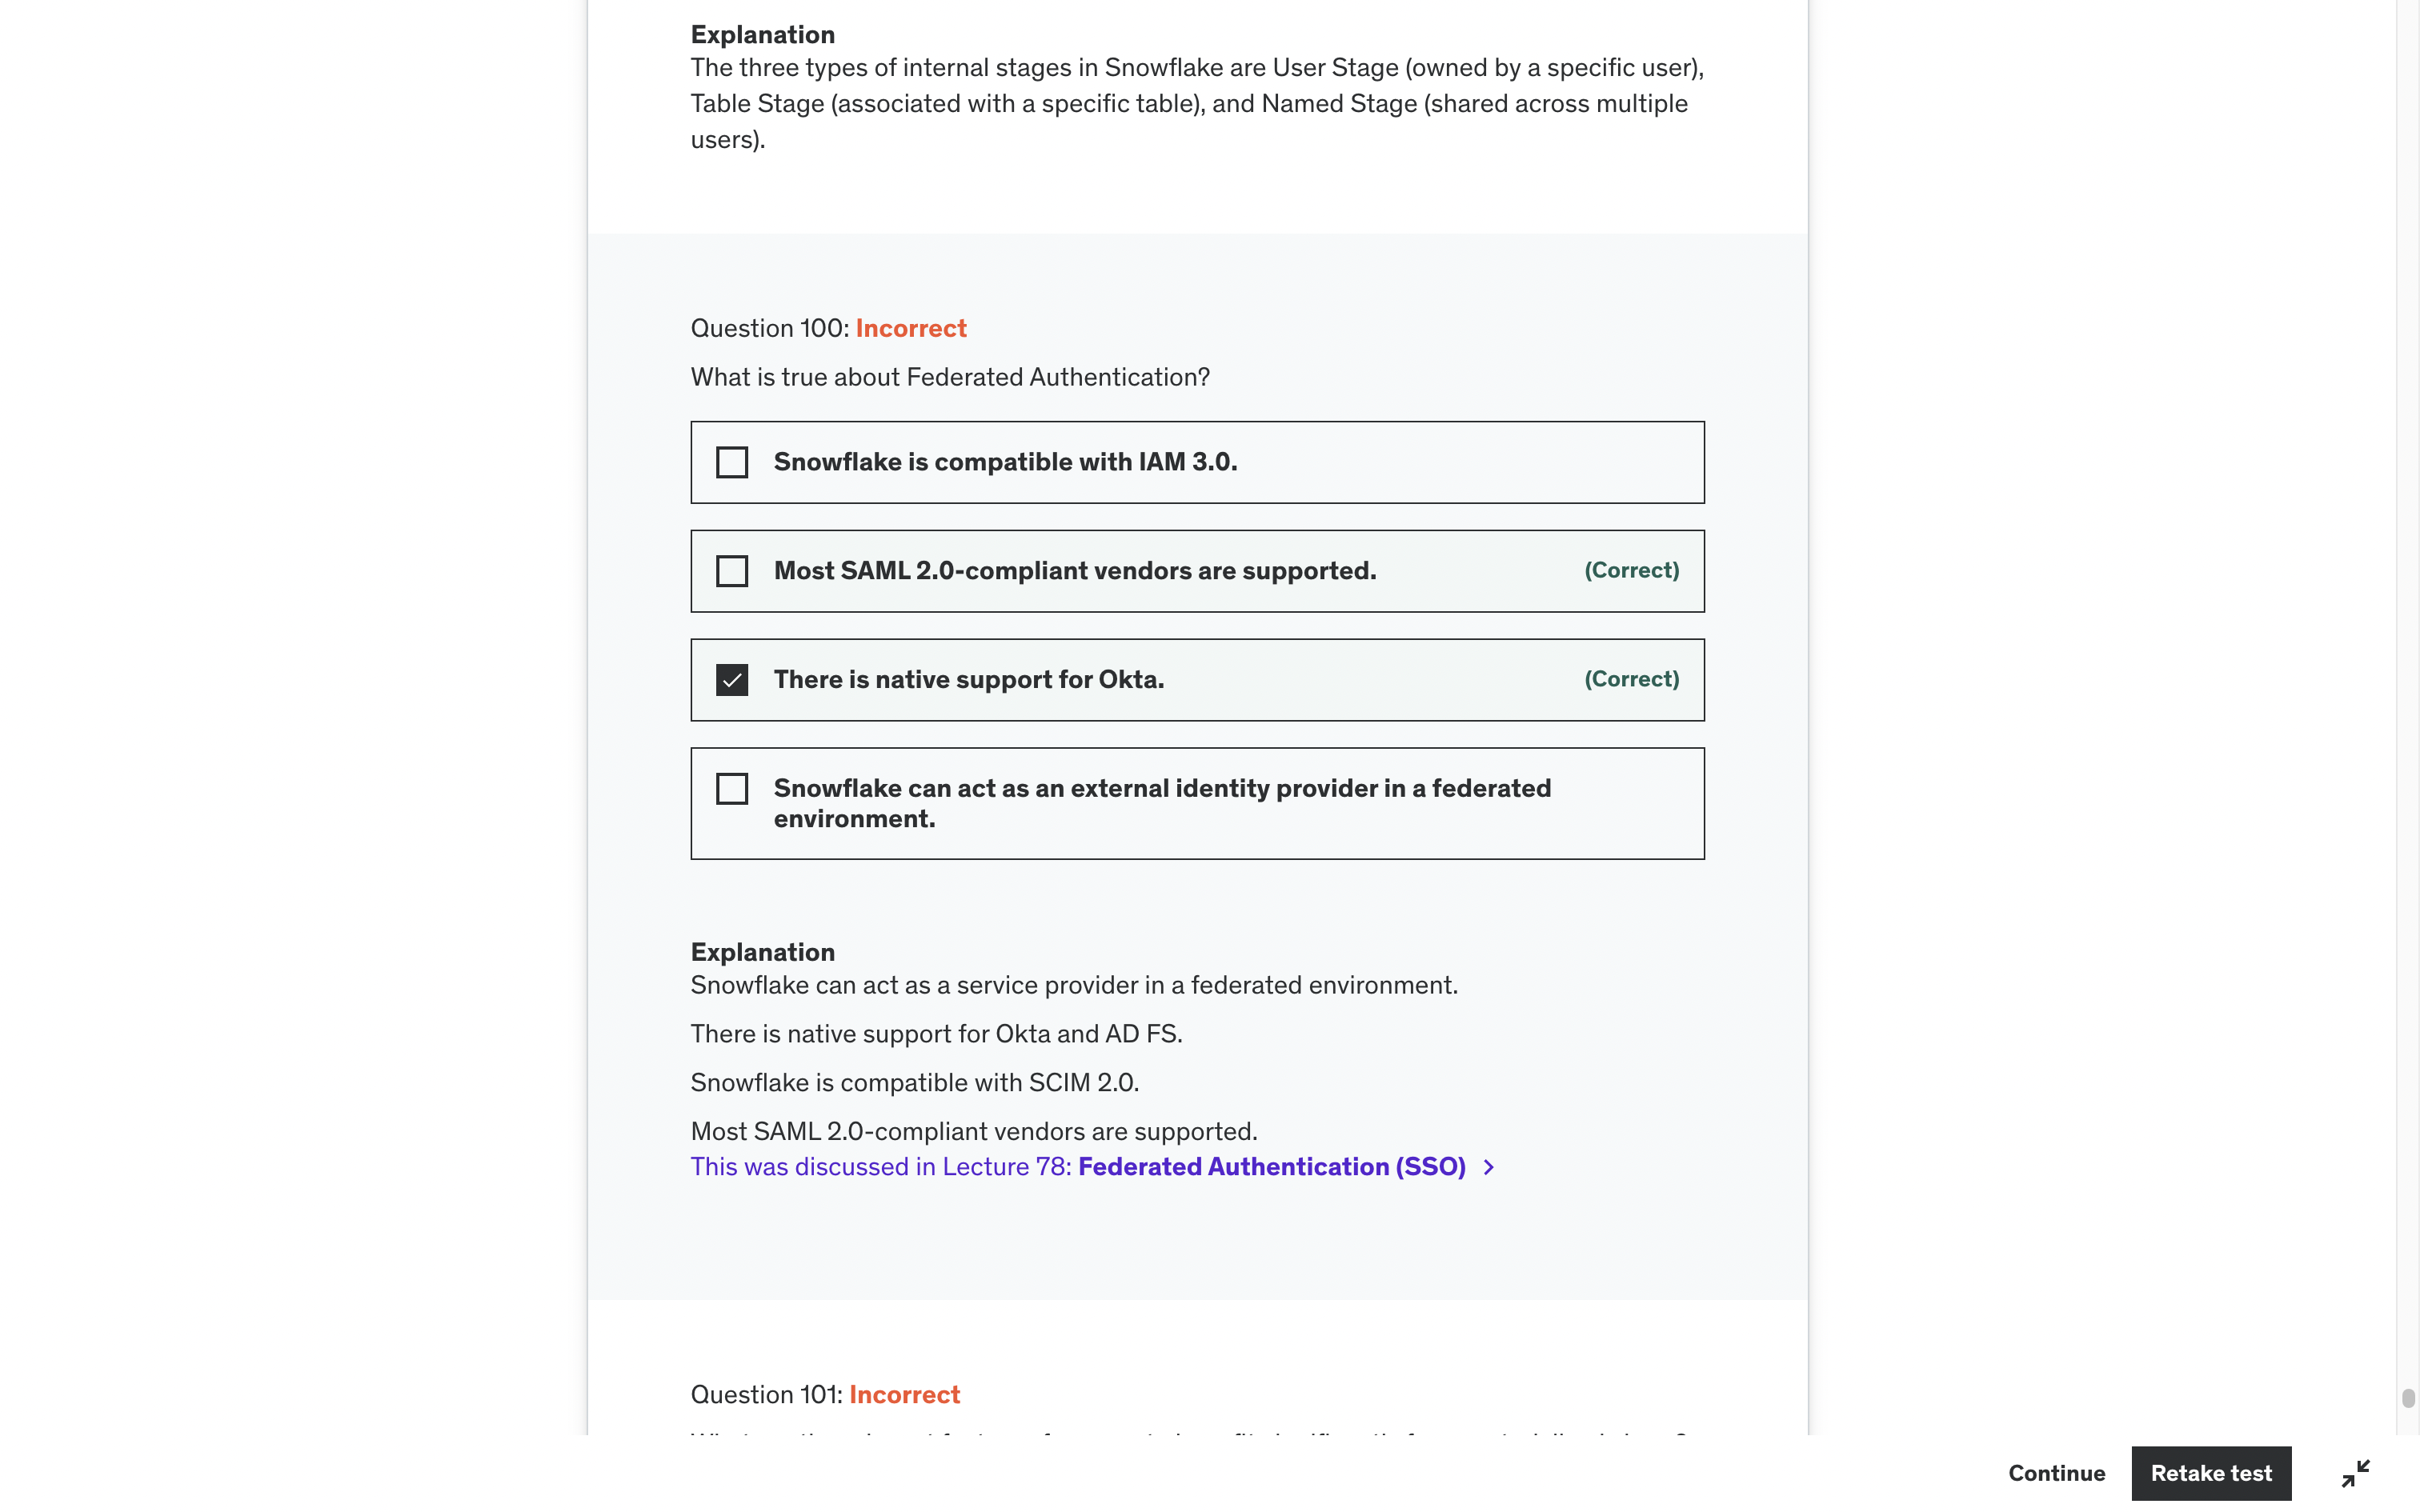 Explanation
The three types of internal stages in Snowflake are User Stage (owned by a specific user),
Table Stage (associated with a specific table), and Named Stage (shared across multiple
users).
Question 100: Incorrect
What is true about Federated Authentication?
Snowflake is compatible with IAM 3.0.
Most SAML 2.0-compliant vendors are supported. (Correct)
There is native support for Okta. (Correct)
Snowflake can act as an external identity provider in a federated
environment.
Explanation
Snowflake can act as a service provider in a federated environment.
There is native support for Okta and AD FS.
Snowflake is compatible with SCIM 2.0.
Most SAML 2.0-compliant vendors are supported.
This was discussed in Lecture 78: Federated Authentication (SSO)
Question 101: Incorrect
Continue
Retake test